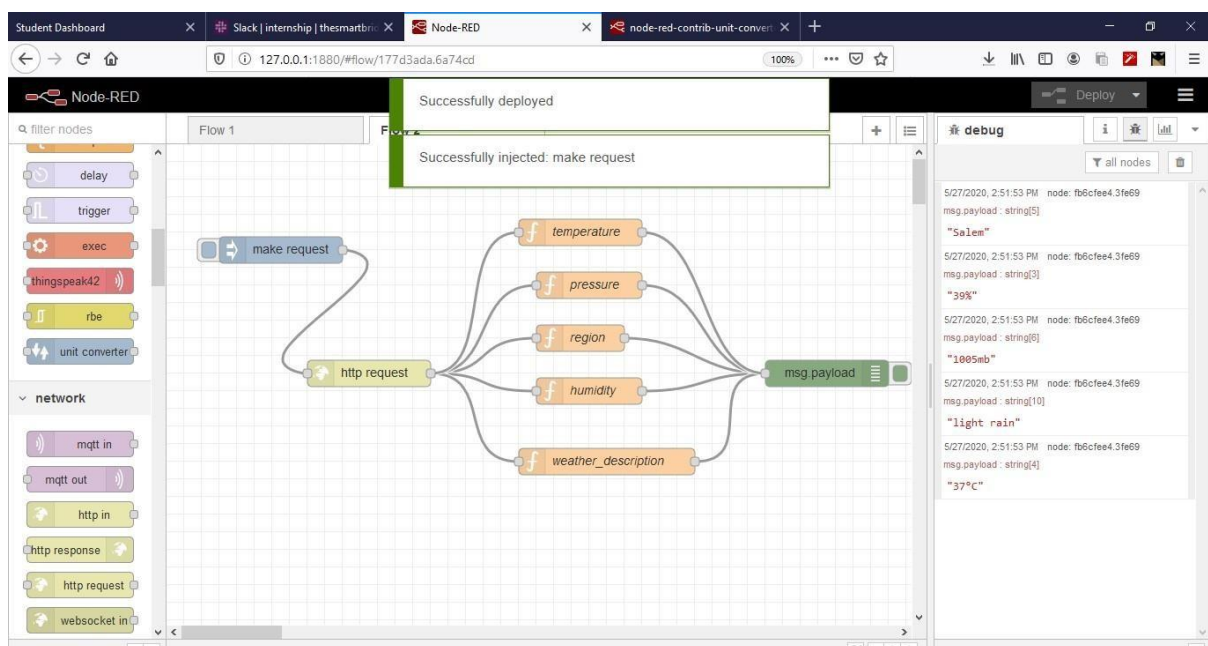 Student Dashboard
Slack | internship | thesmartbric
Node-RED
node-red-contrib-unit-convert
127.0.0.1:1880/#flow/177d3ada.6a74cd
100%
Node-RED
Successfully deployed
Successfully injected: make request
Deploy
filter nodes
Flow 1
debug
all nodes
delay
trigger
exec
thingspeak42
rbe
unit converter
network
mqtt in
mqtt out
http in
http response
http request
websocket in
make request
http request
temperature
pressure
region
humidity
weather_description
msg.payload
5/27/2020, 2:51:53 PM node: fb6cfee4.3fe69
msg.payload : string[5]
"Salem"
5/27/2020, 2:51:53 PM node: fb6cfee4.3fe69
msg.payload : string[3]
"39%"
5/27/2020, 2:51:53 PM node: fb6cfee4.3fe69
msg.payload : string[6]
"1005mb"
5/27/2020, 2:51:53 PM node: fb6cfee4.3fe69
msg.payload : string[10]
"light rain"
5/27/2020, 2:51:53 PM node: fb6cfee4.3fe69
msg.payload : string[4]
"37°C"